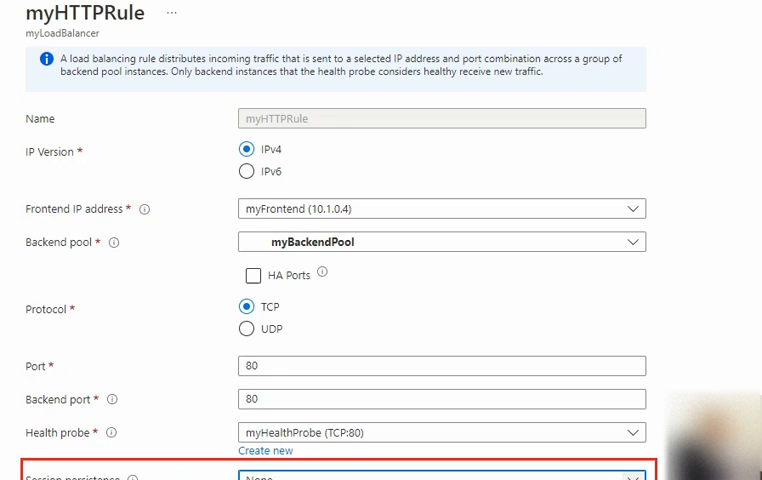 myHTTPRule ...
myLoadBalancer
A load balancing rule distributes incoming traffic that is sent to a selected IP address and port combination across a group of
backend pool instances. Only backend instances that the health probe considers healthy receive new traffic.
Name myHTTPRule
IP Version * IPv4
IPv6
Frontend IP address * myFrontend (10.1.0.4)
Backend pool * myBackendPool
HA Ports
Protocol * TCP
UDP
Port * 80
Backend port * 80
Health probe * myHealthProbe (TCP:80)
Create new
Session persistence None